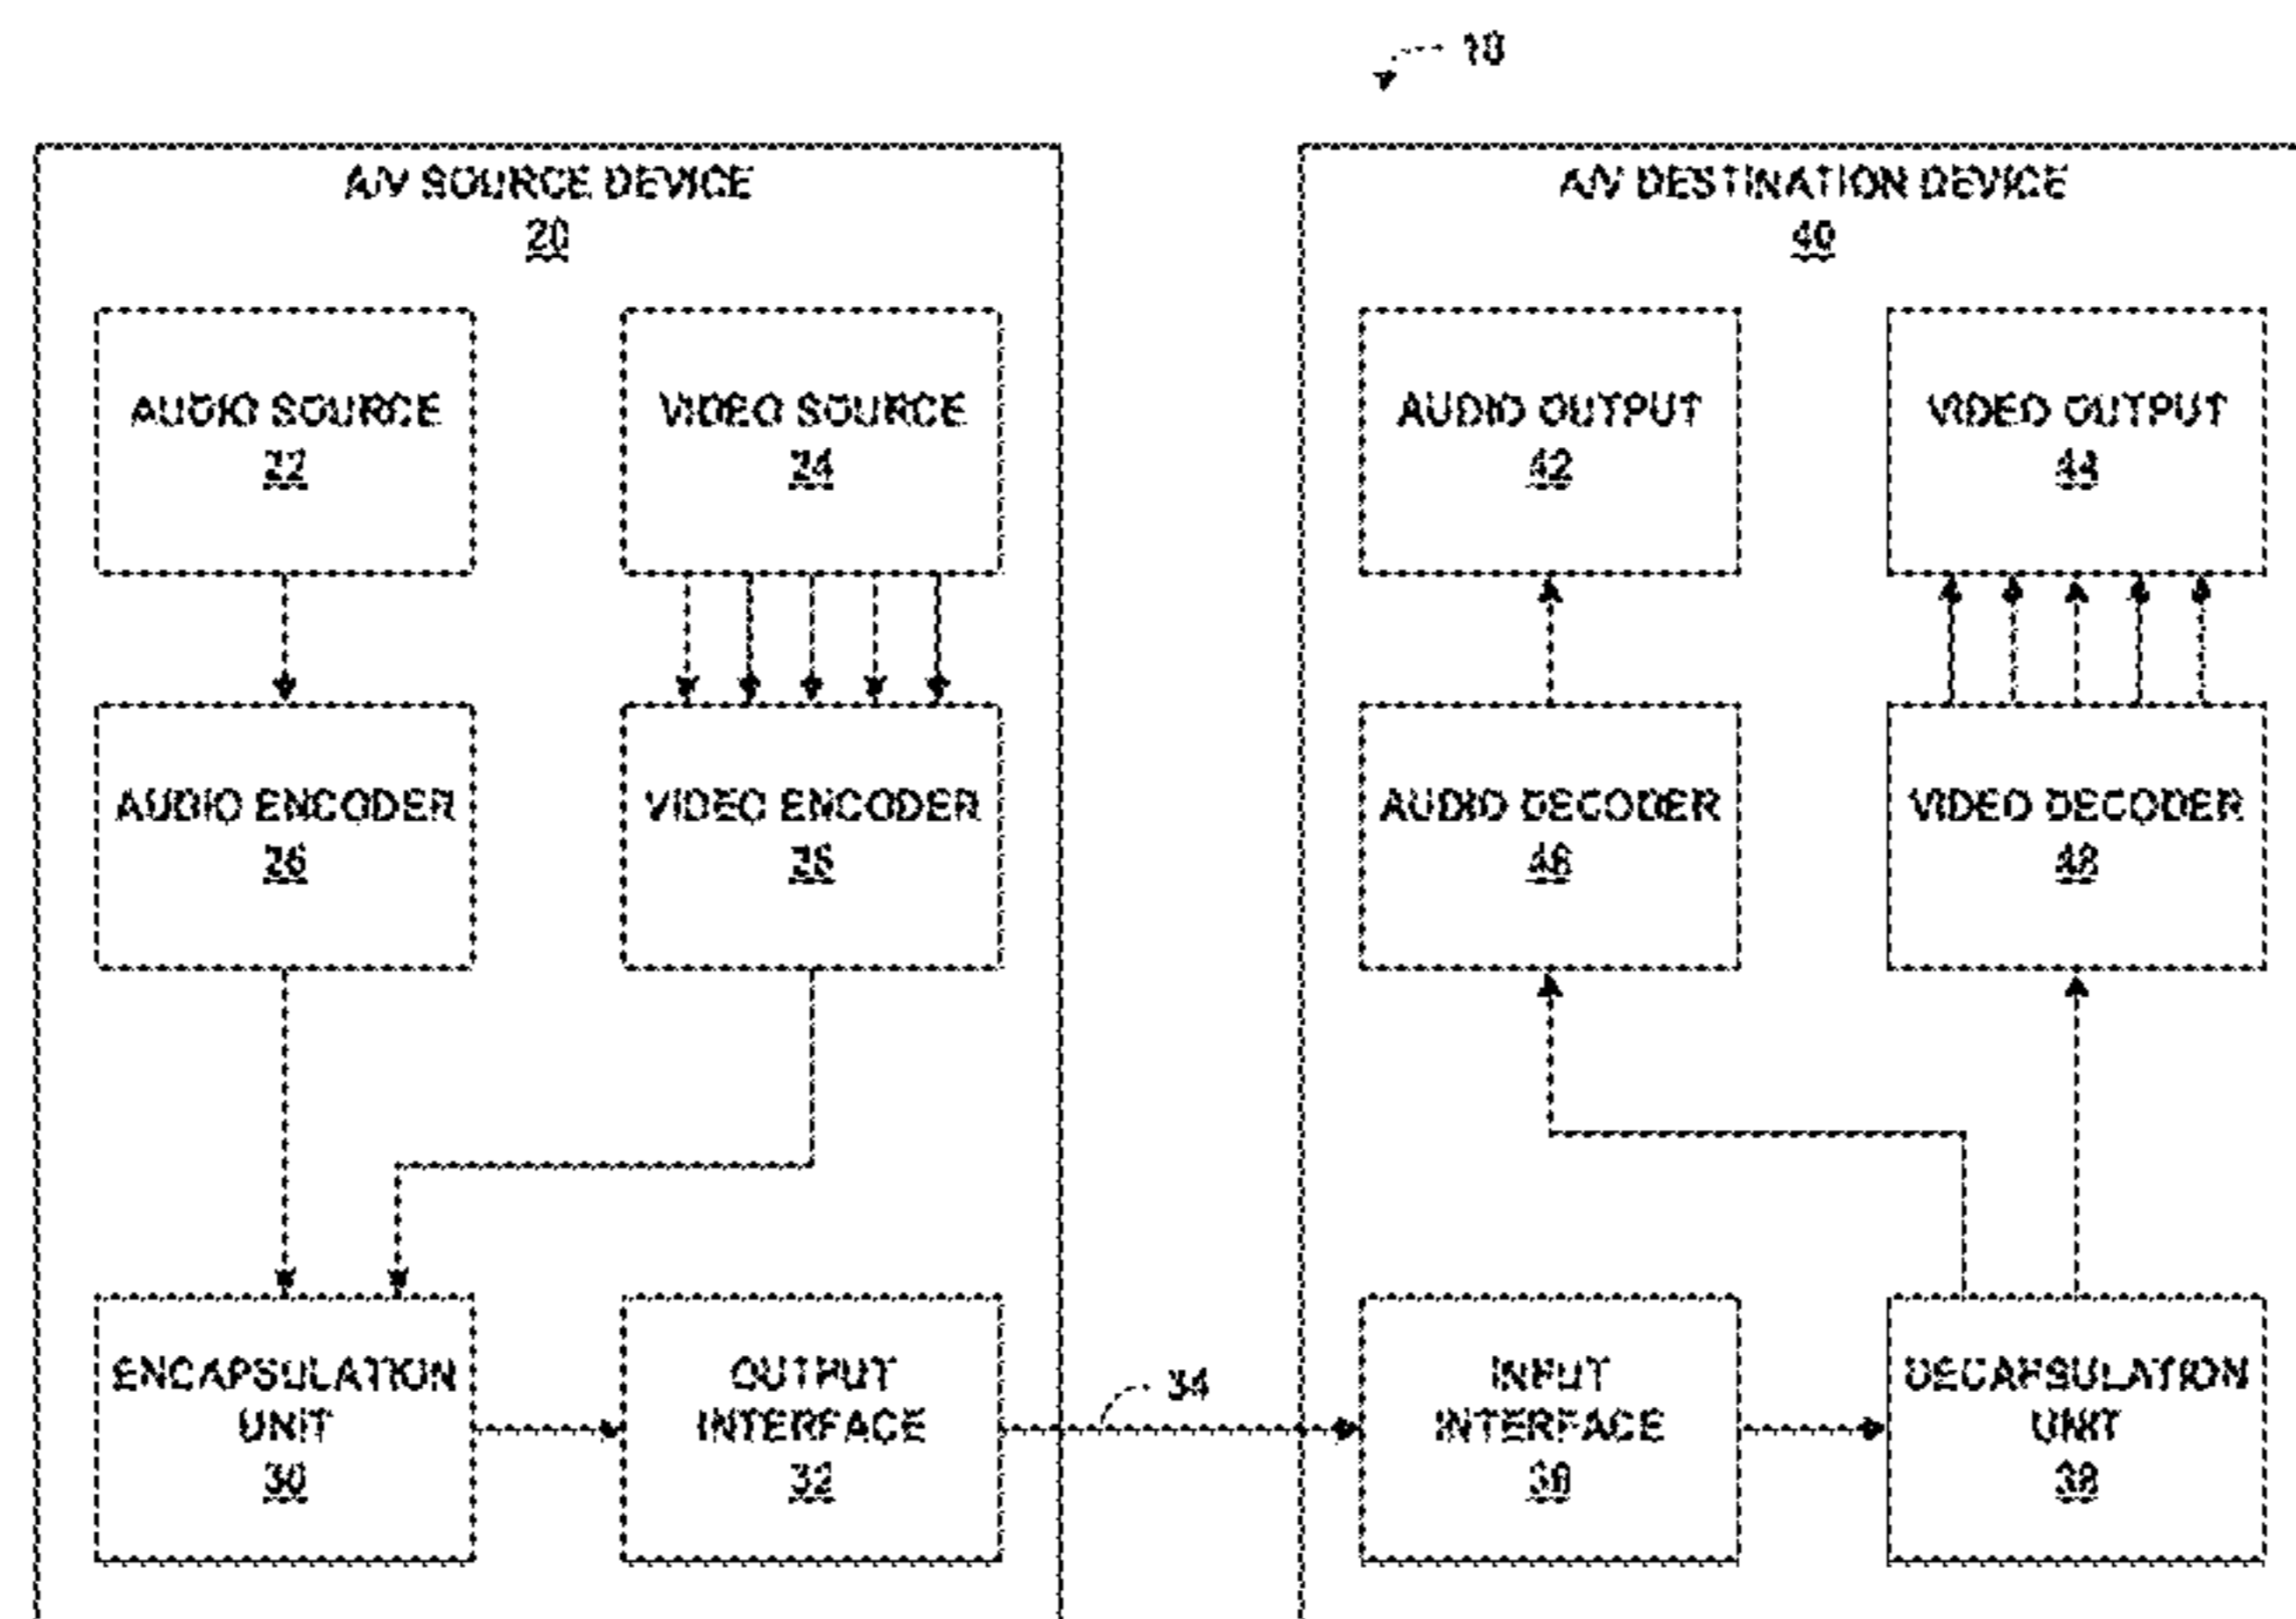 10
A/V SOURCE DEVICE
20
A/V DESTINATION DEVICE
40
AUDIO SOURCE
22
VIDEO SOURCE
24
AUDIO OUTPUT
42
VIDEO OUTPUT
44
AUDIO ENCODER
26
VIDEO ENCODER
28
AUDIO DECODER
46
VIDEO DECODER
48
ENCAPSULATION
UNIT
30
OUTPUT
INTERFACE
32
34
INPUT
INTERFACE
36
DECAPSULATION
UNIT
38